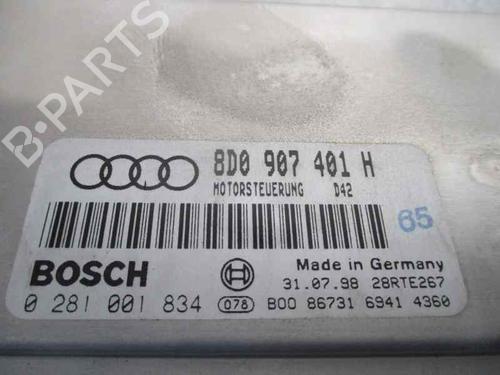 8D0 907 401 H
MOTORSTEUERUNG D42
65
BOSCH
Made in Germany
31.07.98 28RTE267
0 281 001 834 078 B00 86731 6941 4360
B-PARTS